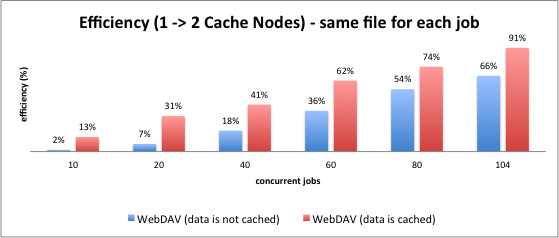 Efficiency (1 -> 2 Cache Nodes) - same file for each job
efficiency (%)
2% 13% 7% 31% 18% 41% 36% 62% 54% 74% 66% 91%
10 20 40 60 80 104
concurrent jobs
WebDAV (data is not cached) WebDAV (data is cached)